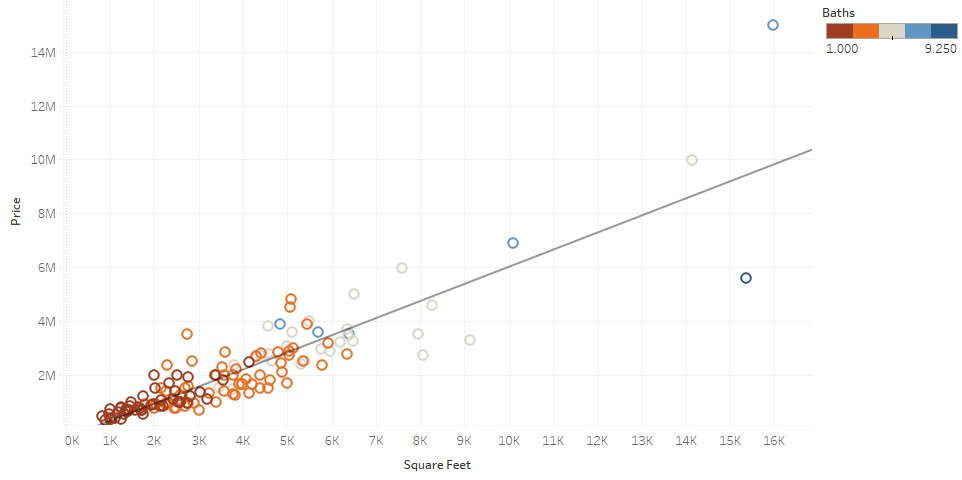 Baths
1.000 9.250
14M
12M
10M
8M
6M
4M
2M
Price
0K 1K 2K 3K 4K 5K 6K 7K 8K 9K 10K 11K 12K 13K 14K 15K 16K
Square Feet